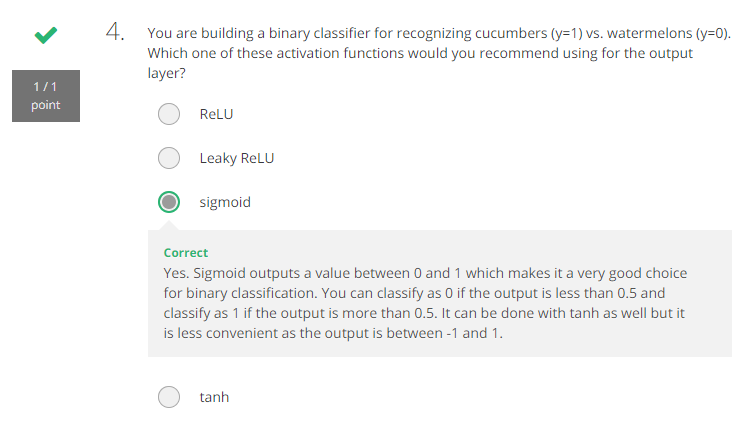 4. You are building a binary classifier for recognizing cucumbers (y=1) vs. watermelons (y=0).
Which one of these activation functions would you recommend using for the output
layer?
1 / 1
point
ReLU
Leaky ReLU
sigmoid
Correct
Yes. Sigmoid outputs a value between 0 and 1 which makes it a very good choice
for binary classification. You can classify as 0 if the output is less than 0.5 and
classify as 1 if the output is more than 0.5. It can be done with tanh as well but it
is less convenient as the output is between -1 and 1.
tanh